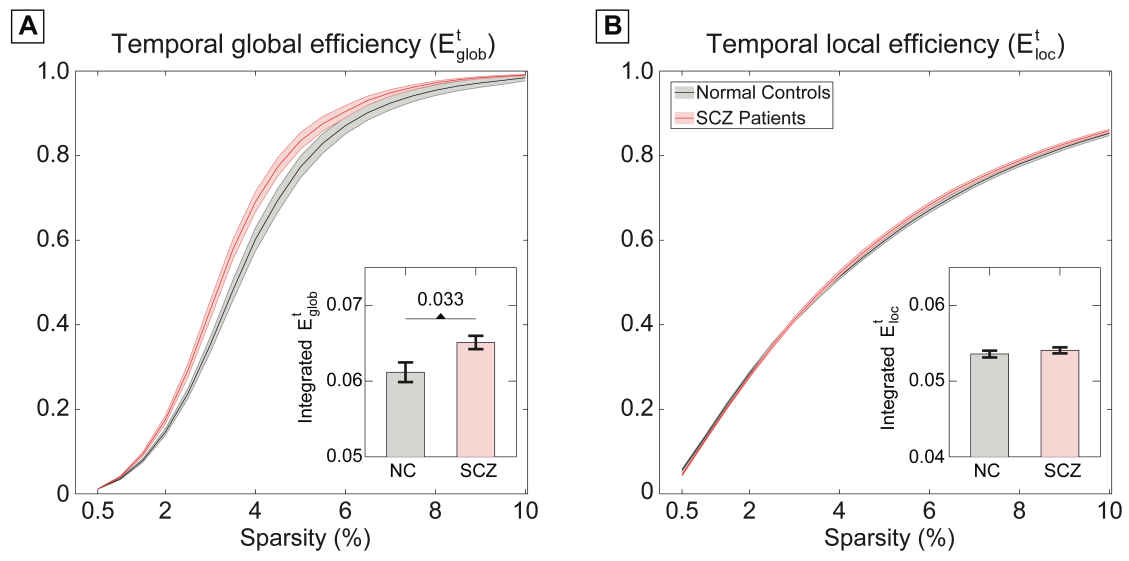 A
Temporal global efficiency (E^t_glob)
1.0
0.8
0.6
0.4
0.2
0
0.5 2 4 6 8 10
Sparsity (%)
Integrated E^t_glob
0.07
0.06
0.05
0.033
NC SCZ
B
Temporal local efficiency (E^t_loc)
Normal Controls
SCZ Patients
1.0
0.8
0.6
0.4
0.2
0
0.5 2 4 6 8 10
Sparsity (%)
Integrated E^t_loc
0.06
0.05
0.04
NC SCZ